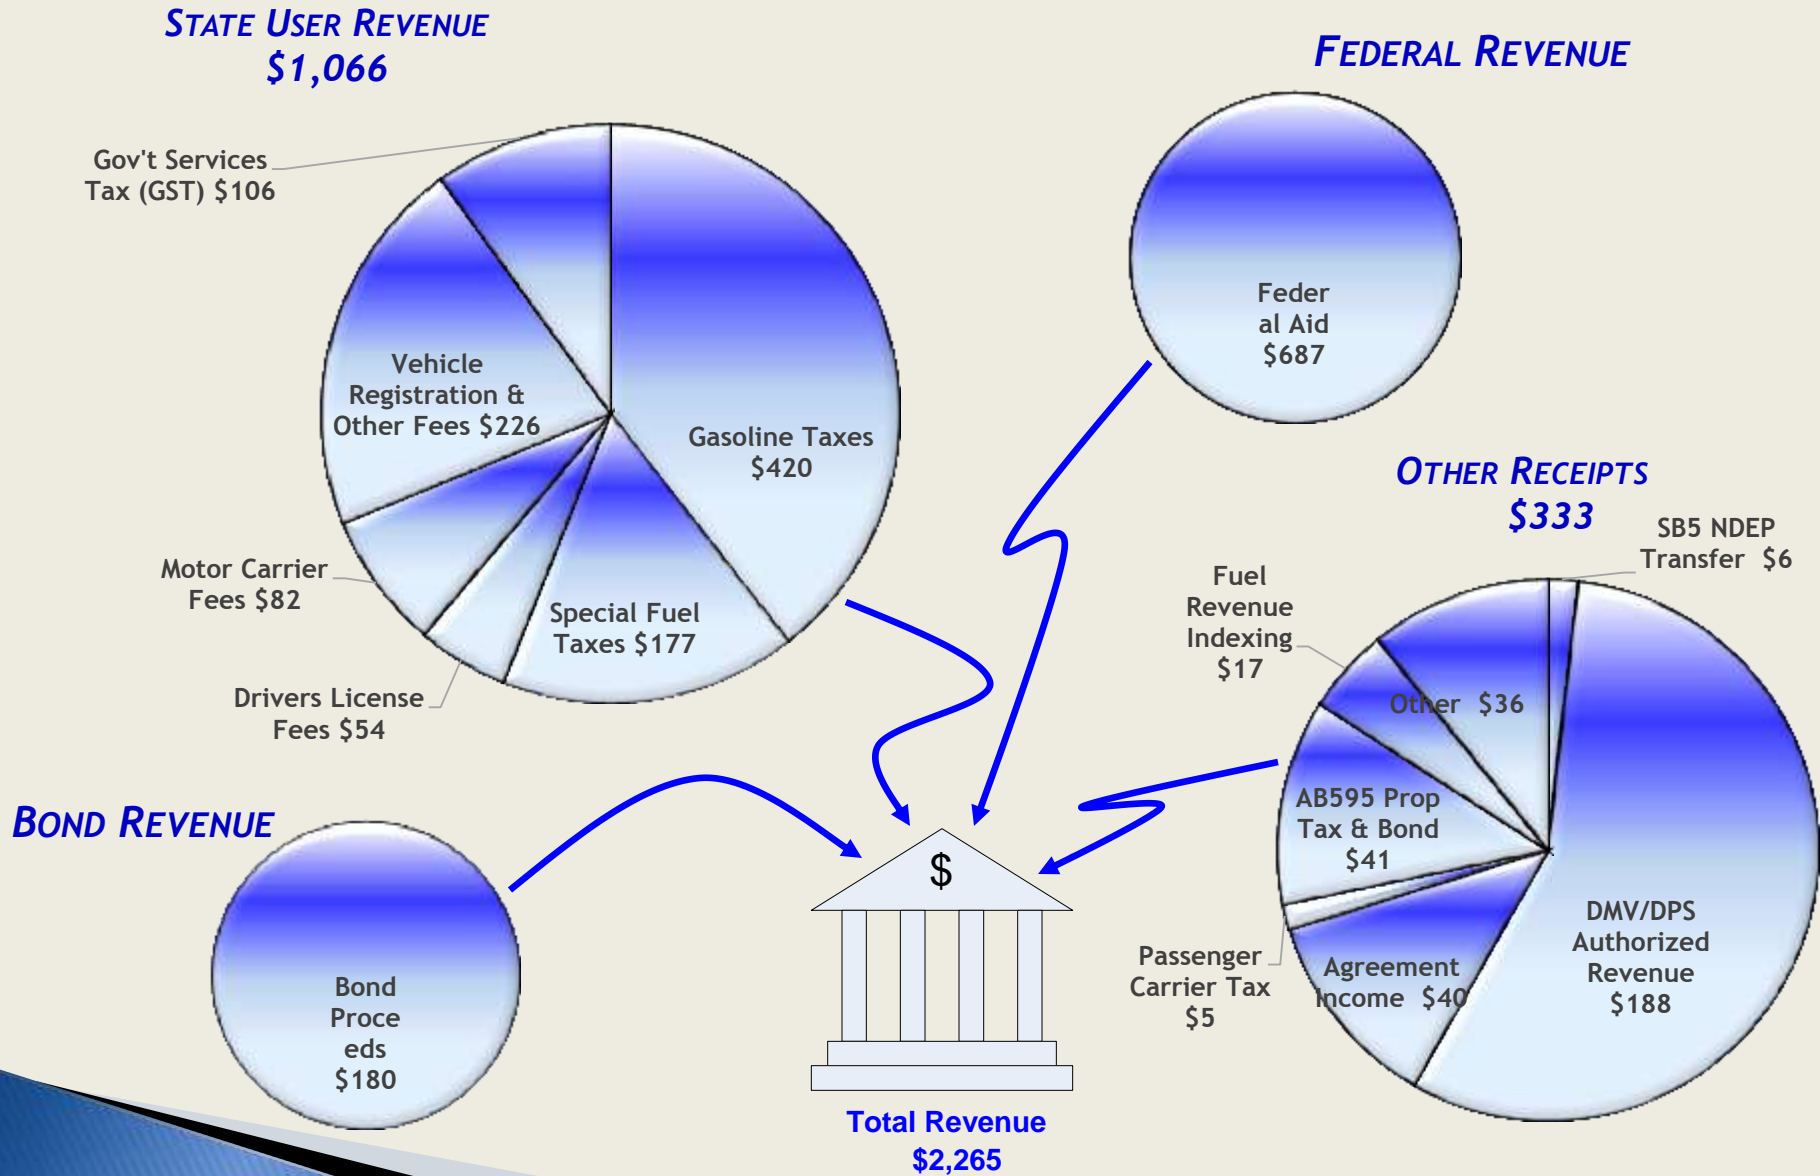 STATE USER REVENUE
$1,066
Gov't Services
Tax (GST) $106
Vehicle
Registration &
Other Fees $226
Gasoline Taxes
$420
Motor Carrier
Fees $82
Special Fuel
Taxes $177
Drivers License
Fees $54
FEDERAL REVENUE
Feder
al Aid
$687
OTHER RECEIPTS
$333
SB5 NDEP
Transfer $6
Fuel
Revenue
Indexing
$17
Other $36
AB595 Prop
Tax & Bond
$41
DMV/DPS
Authorized
Revenue
$188
Passenger
Carrier Tax
$5
Agreement
Income $40
BOND REVENUE
Bond
Proce
eds
$180
$
Total Revenue
$2,265